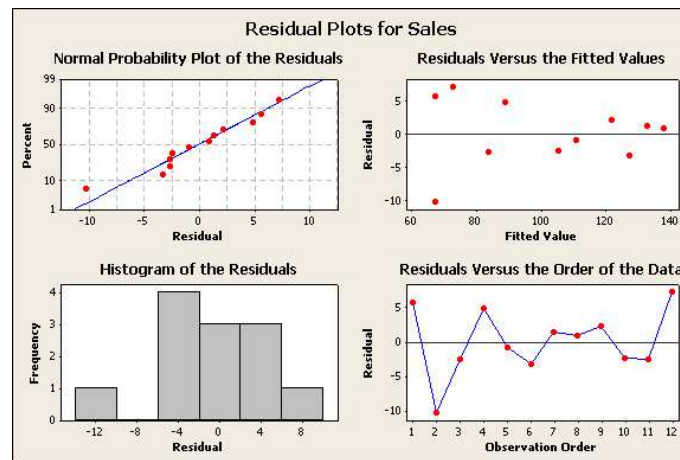 Residual Plots for Sales
Normal Probability Plot of the Residuals
Percent
99
90
50
10
1
-10
-5
0
5
10
Residual
Residuals Versus the Fitted Values
Residual
5
0
-5
-10
60
80
100
120
140
Fitted Value
Histogram of the Residuals
Frequency
4
3
2
1
0
-12
-8
-4
0
4
8
Residual
Residuals Versus the Order of the Data
Residual
5
0
-5
-10
1 2 3 4 5 6 7 8 9 10 11 12
Observation Order